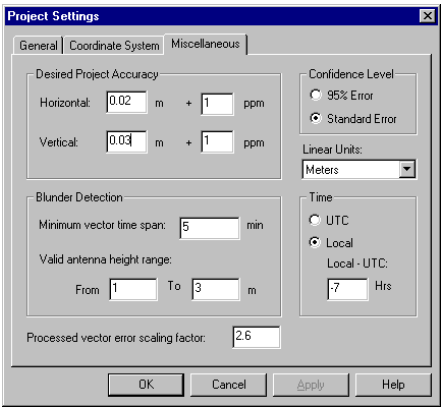 Project Settings
General Coordinate System Miscellaneous
Desired Project Accuracy
Horizontal: 0.02 m + 1 ppm
Vertical: 0.03 m + 1 ppm
Confidence Level
95% Error
Standard Error
Linear Units:
Meters
Blunder Detection
Minimum vector time span: 5 min
Valid antenna height range:
From 1 To 3 m
Time
UTC
Local
Local - UTC:
-7 Hrs
Processed vector error scaling factor: 2.6
OK Cancel Apply Help